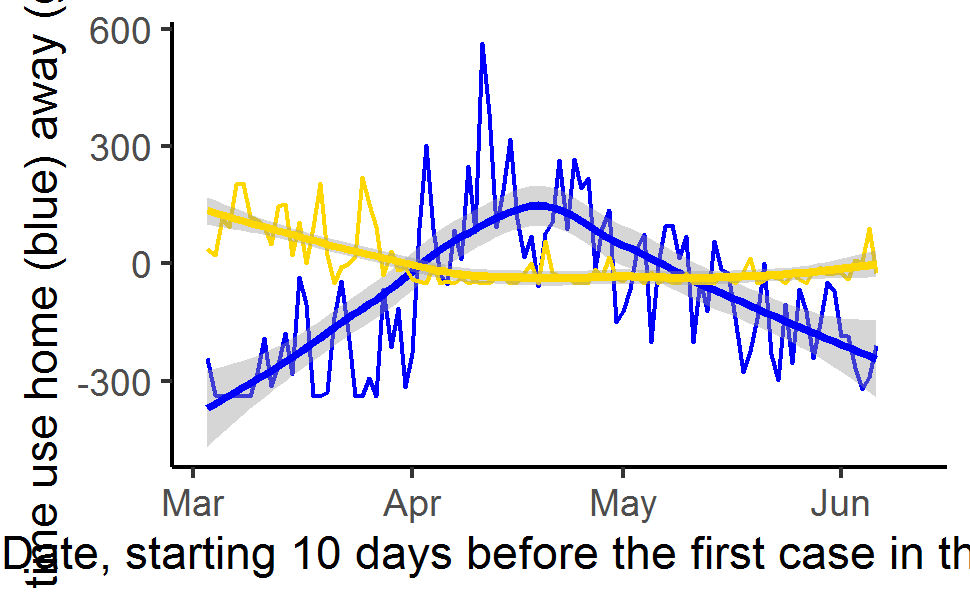 time use home (blue) away (
600
300
0
-300
Mar Apr May Jun
Date, starting 10 days before the first case in th